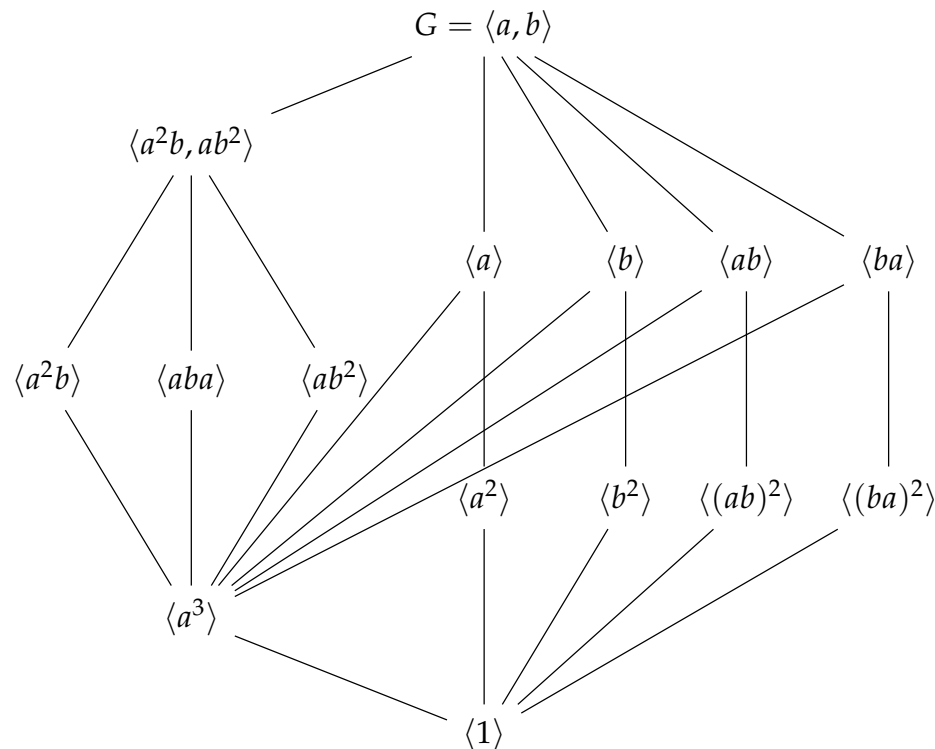 G = ⟨a, b⟩
⟨a²b, ab²⟩
⟨a⟩ ⟨b⟩ ⟨ab⟩ ⟨ba⟩
⟨a²b⟩ ⟨aba⟩ ⟨ab²⟩
⟨a²⟩ ⟨b²⟩ ⟨(ab)²⟩ ⟨(ba)²⟩
⟨a³⟩
⟨1⟩